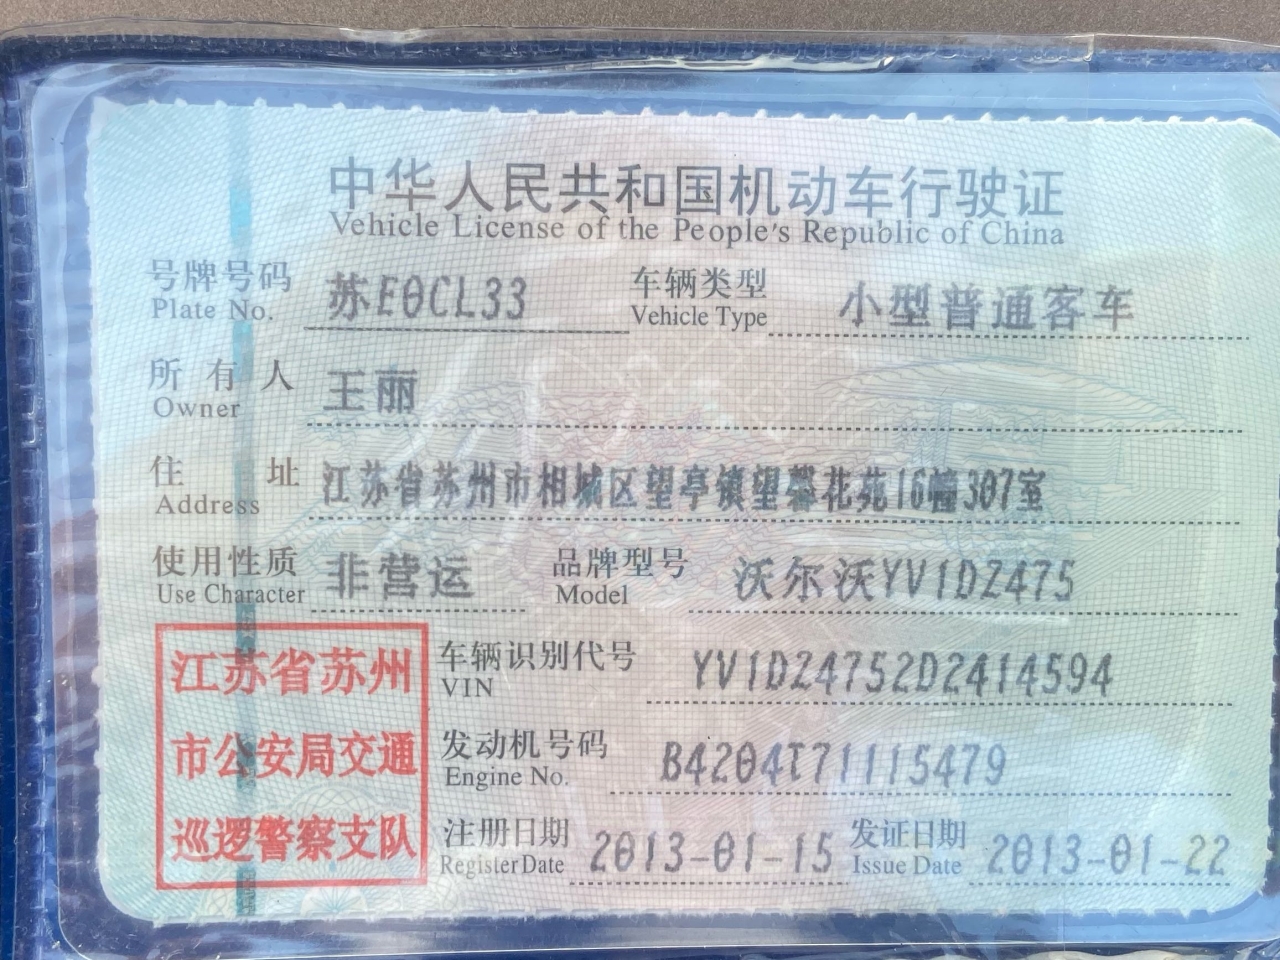 中华人民共和国机动车行驶证
Vehicle License of the People's Republic of China
号牌号码 苏E0CL33 车辆类型 小型普通客车
Plate No. Vehicle Type
所有人 王丽
Owner
住址 江苏省苏州市相城区望亭镇望馨花苑16幢307室
Address
使用性质 非营运 品牌型号 沃尔沃YV1DZ475
Use Character Model
江苏省苏州
市公安局交通
巡逻警察支队
车辆识别代号 YV1DZ4752D2414594
VIN
发动机号码 B4204T71115479
Engine No.
注册日期 2013-01-15 发证日期 2013-01-22
Register Date Issue Date